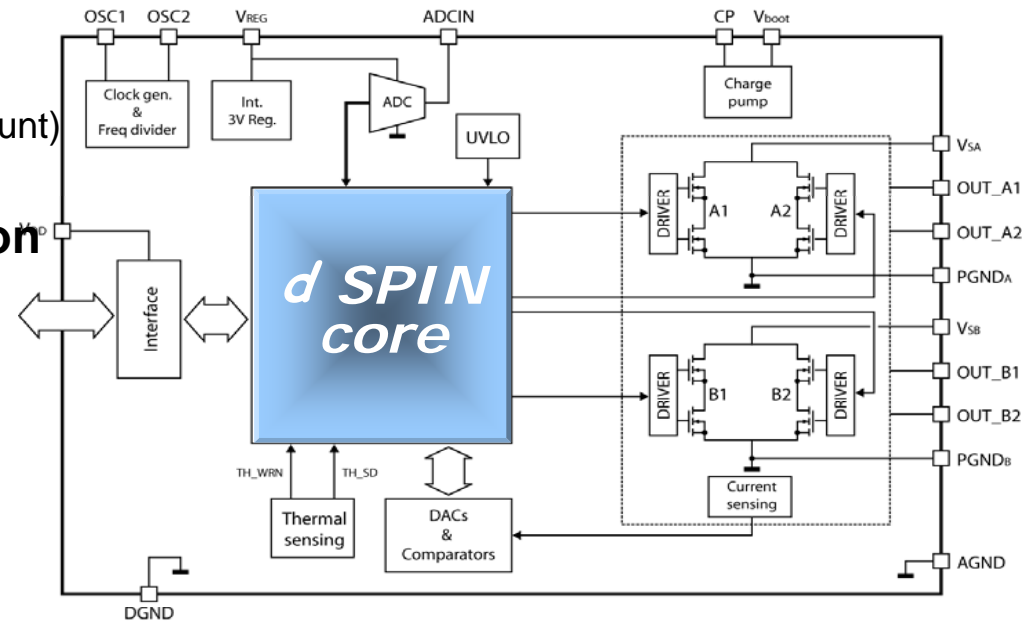 OSC1 OSC2 VREG ADCIN CP Vboot
Clock gen.
&
Freq divider
Int.
3V Reg.
ADC
Charge
pump
unt)
UVLO
VSA
DRIVER A1 A2 DRIVER
OUT_A1
OUT_A2
on
PGNDA
d SPIN
core
Interface
VSB
DRIVER B1 B2 DRIVER
OUT_B1
OUT_B2
PGNDB
TH_WRN TH_SD
Thermal
sensing
DACs
&
Comparators
Current
sensing
AGND
DGND